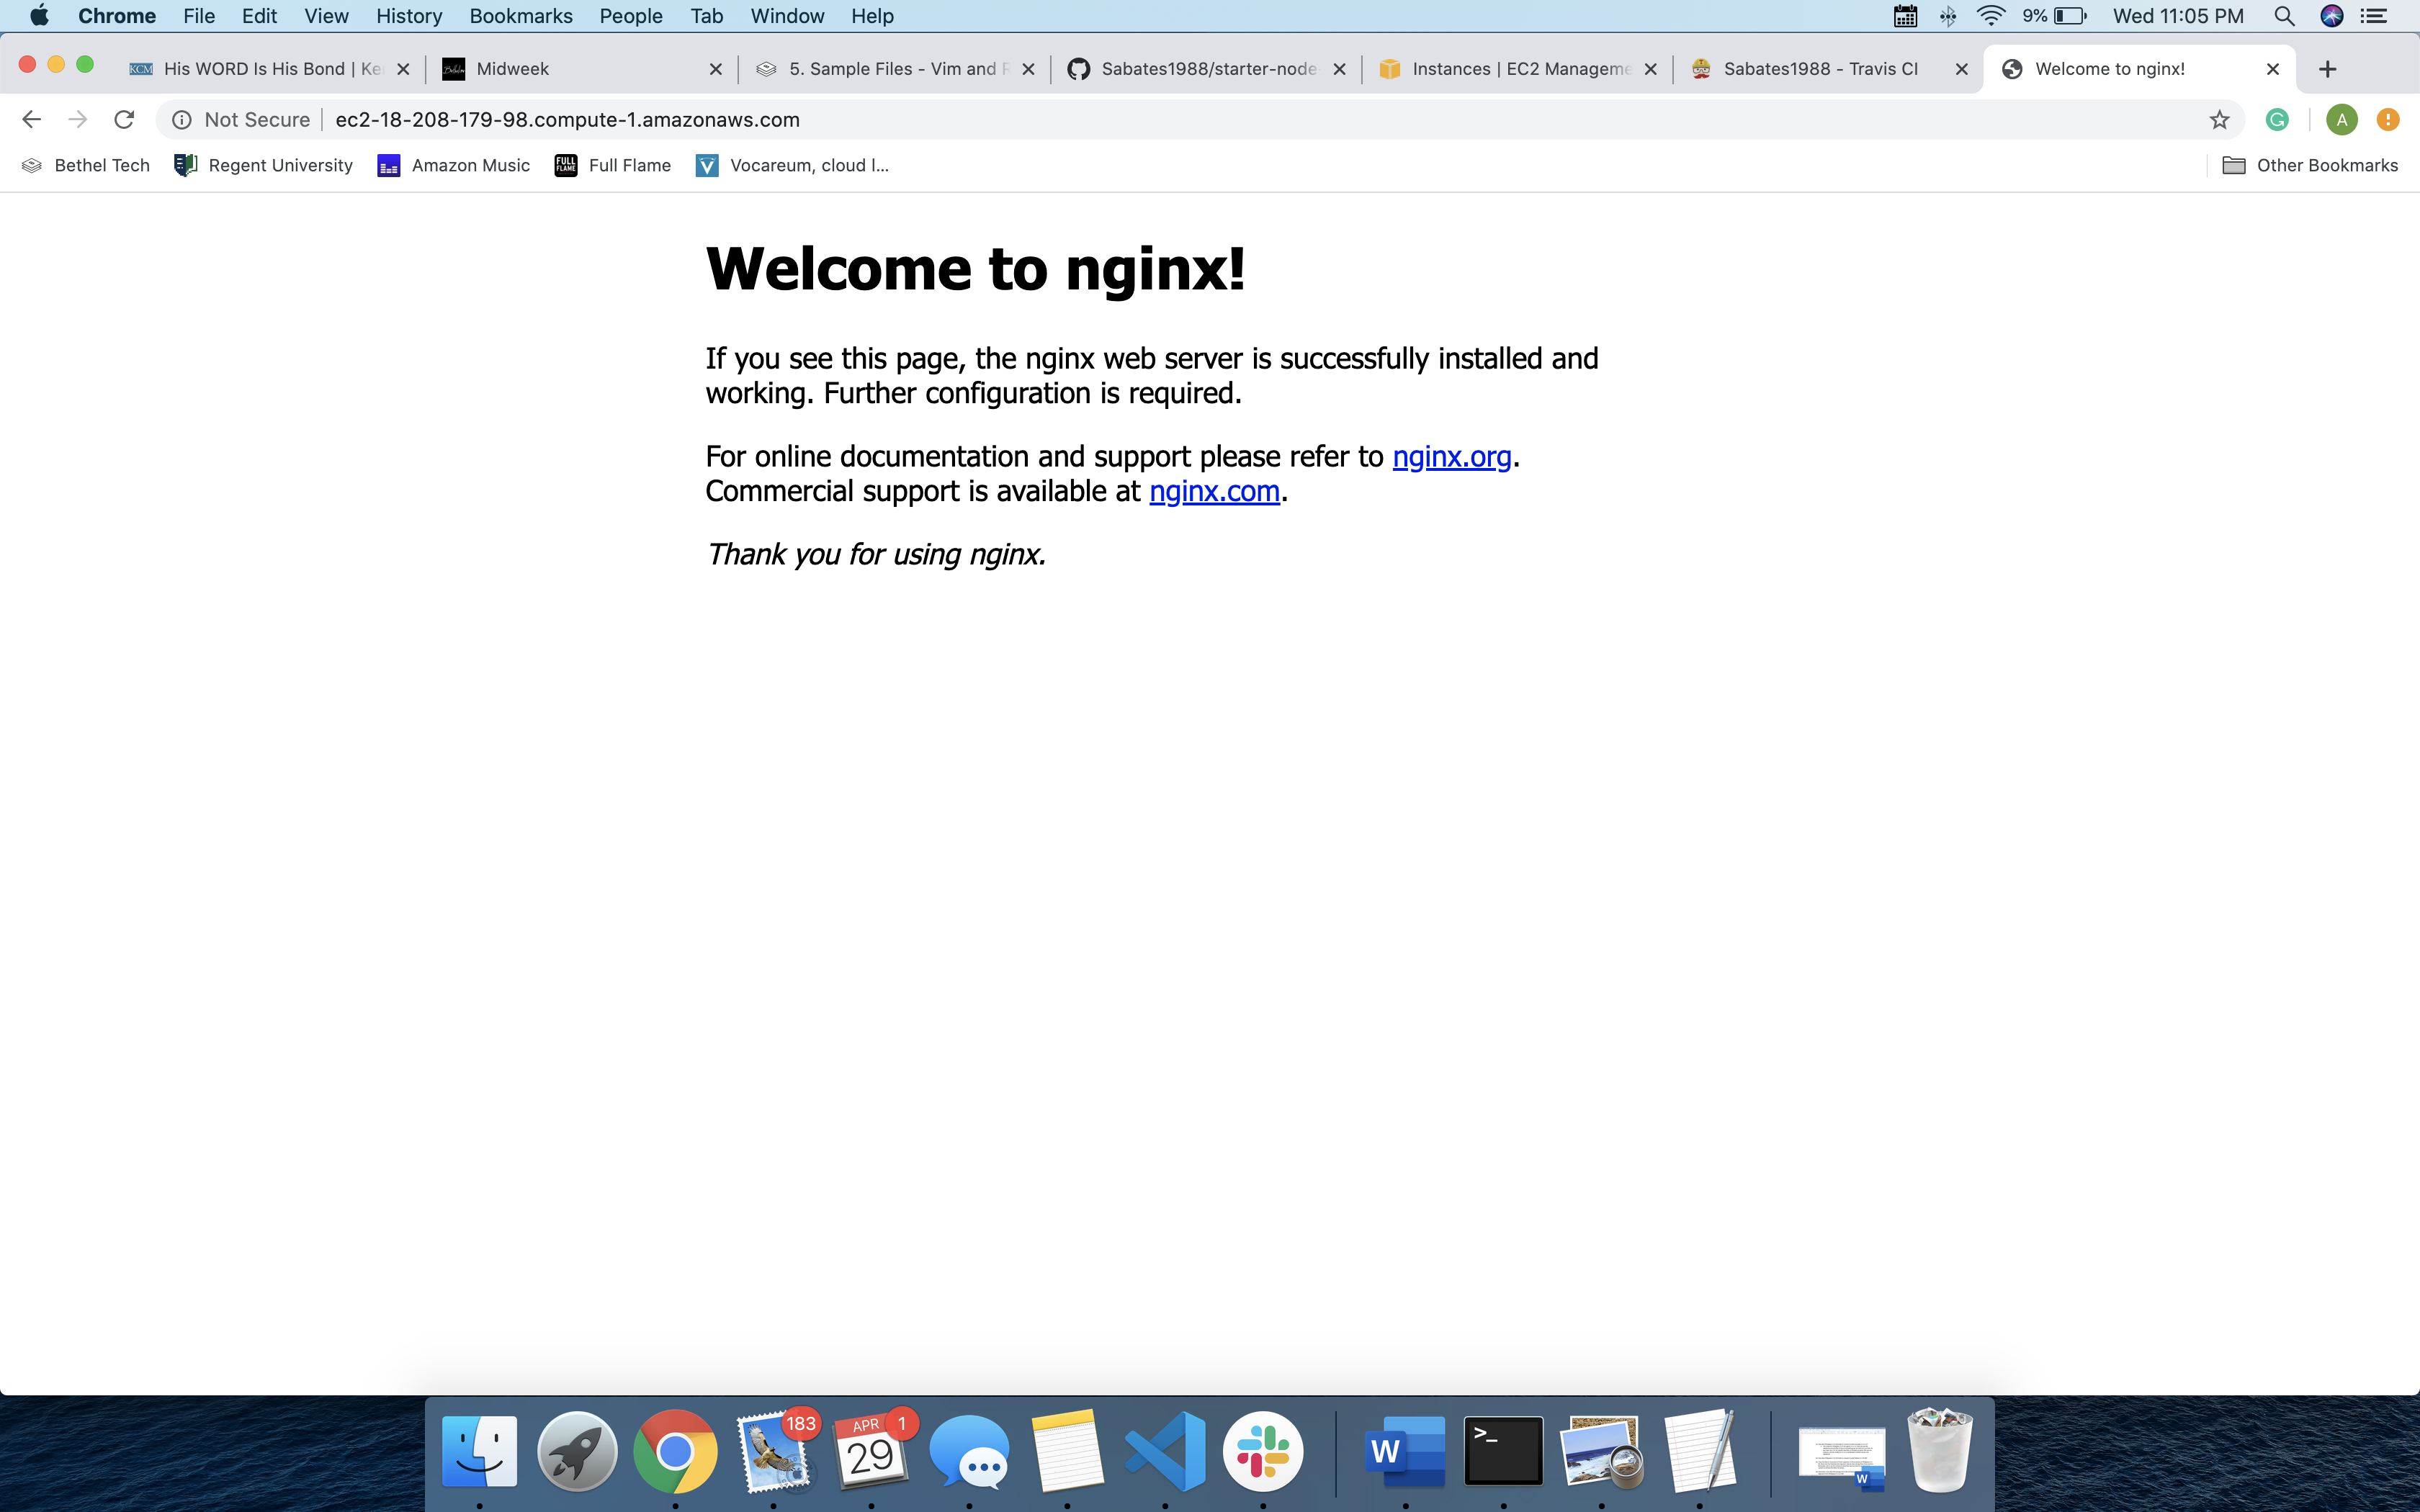 Chrome File Edit View History Bookmarks People Tab Window Help 9% Wed 11:05 PM
KCM His WORD Is His Bond | Ke Midweek 5. Sample Files - Vim and Sabates1988/starter-node- Instances | EC2 Manageme Sabates1988 - Travis CI Welcome to nginx!
Not Secure ec2-18-208-179-98.compute-1.amazonaws.com G A
Bethel Tech Regent University Amazon Music FULL FLAME Full Flame Vocareum, cloud l... Other Bookmarks
Welcome to nginx!
If you see this page, the nginx web server is successfully installed and
working. Further configuration is required.
For online documentation and support please refer to nginx.org.
Commercial support is available at nginx.com.
Thank you for using nginx.
183 APR 1
29 W >_ W